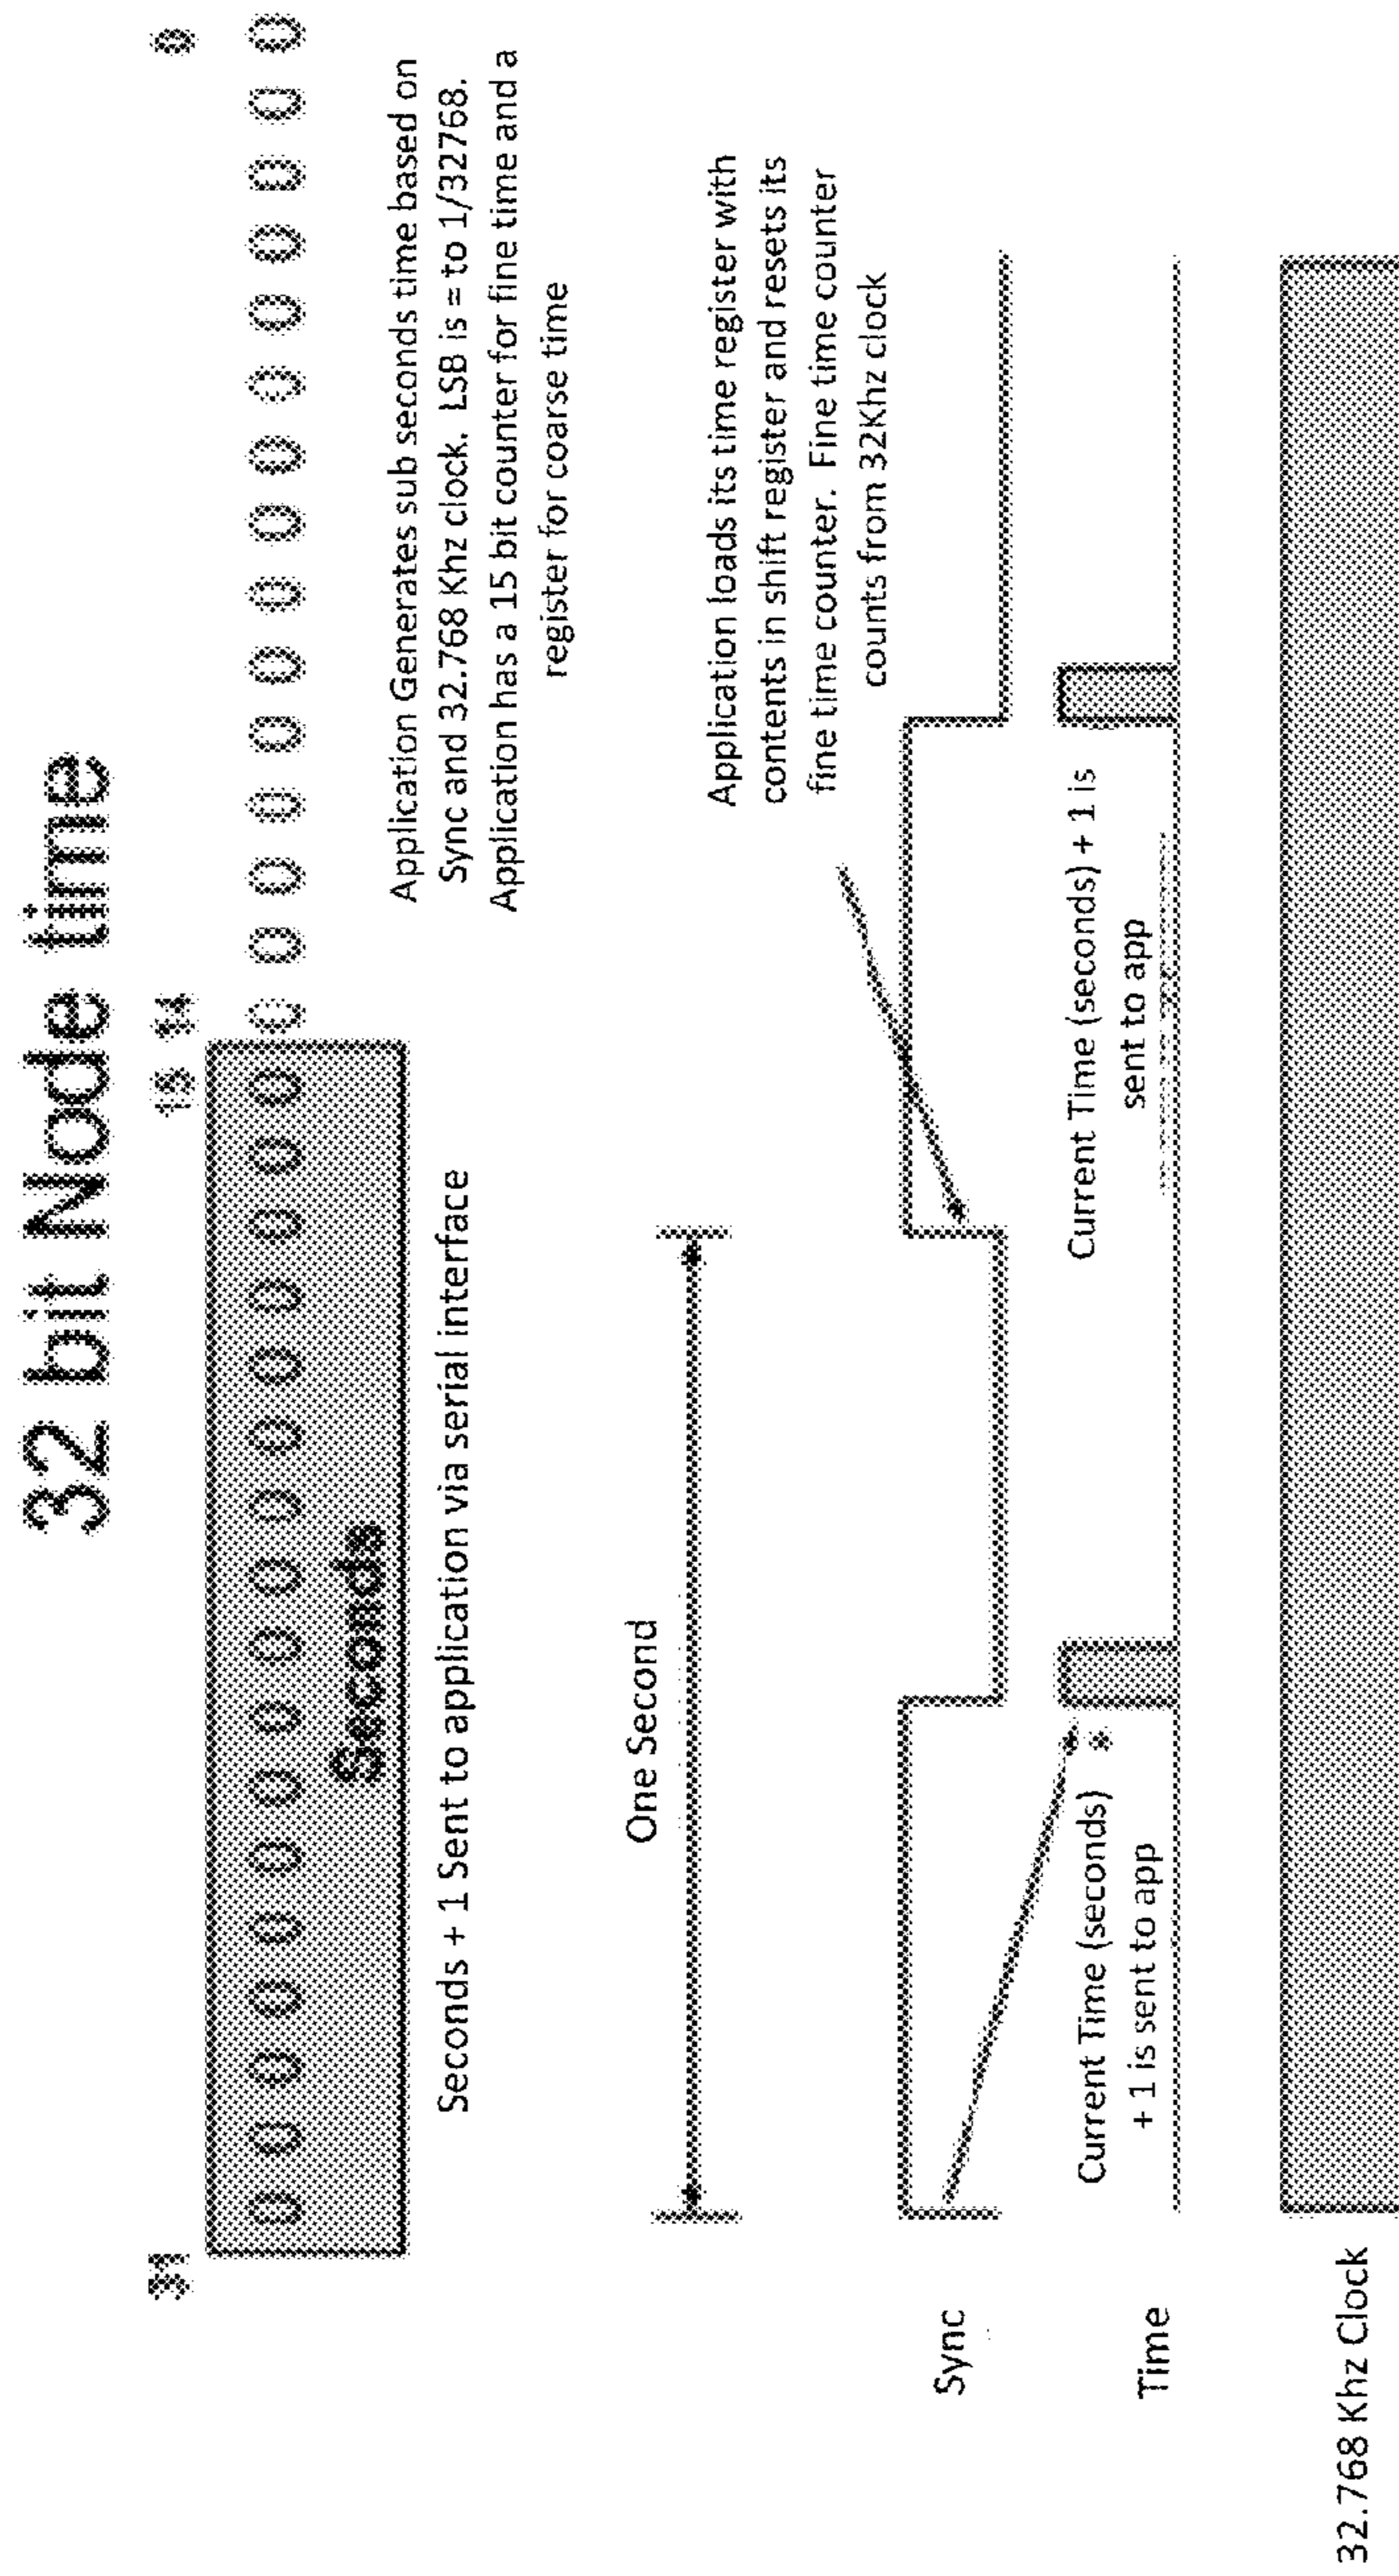 32 bit Node time
31 15 14 0
0 0 0 0 0 0 0 0 0 0 0 0 0 0 0 0 0 0 0 0 0 0 0 0 0 0 0 0 0 0 0 0
Seconds
Seconds + 1 Sent to application via serial interface
Application Generates sub seconds time based on
Sync and 32.768 Khz clock. LSB is = to 1/32768.
Application has a 15 bit counter for fine time and a
register for coarse time
One Second
Application loads its time register with
contents in shift register and resets its
fine time counter. Fine time counter
counts from 32Khz clock
Sync
Current Time (seconds)
+ 1 is sent to app
Current Time (seconds) + 1 is
sent to app
Time
32.768 Khz Clock